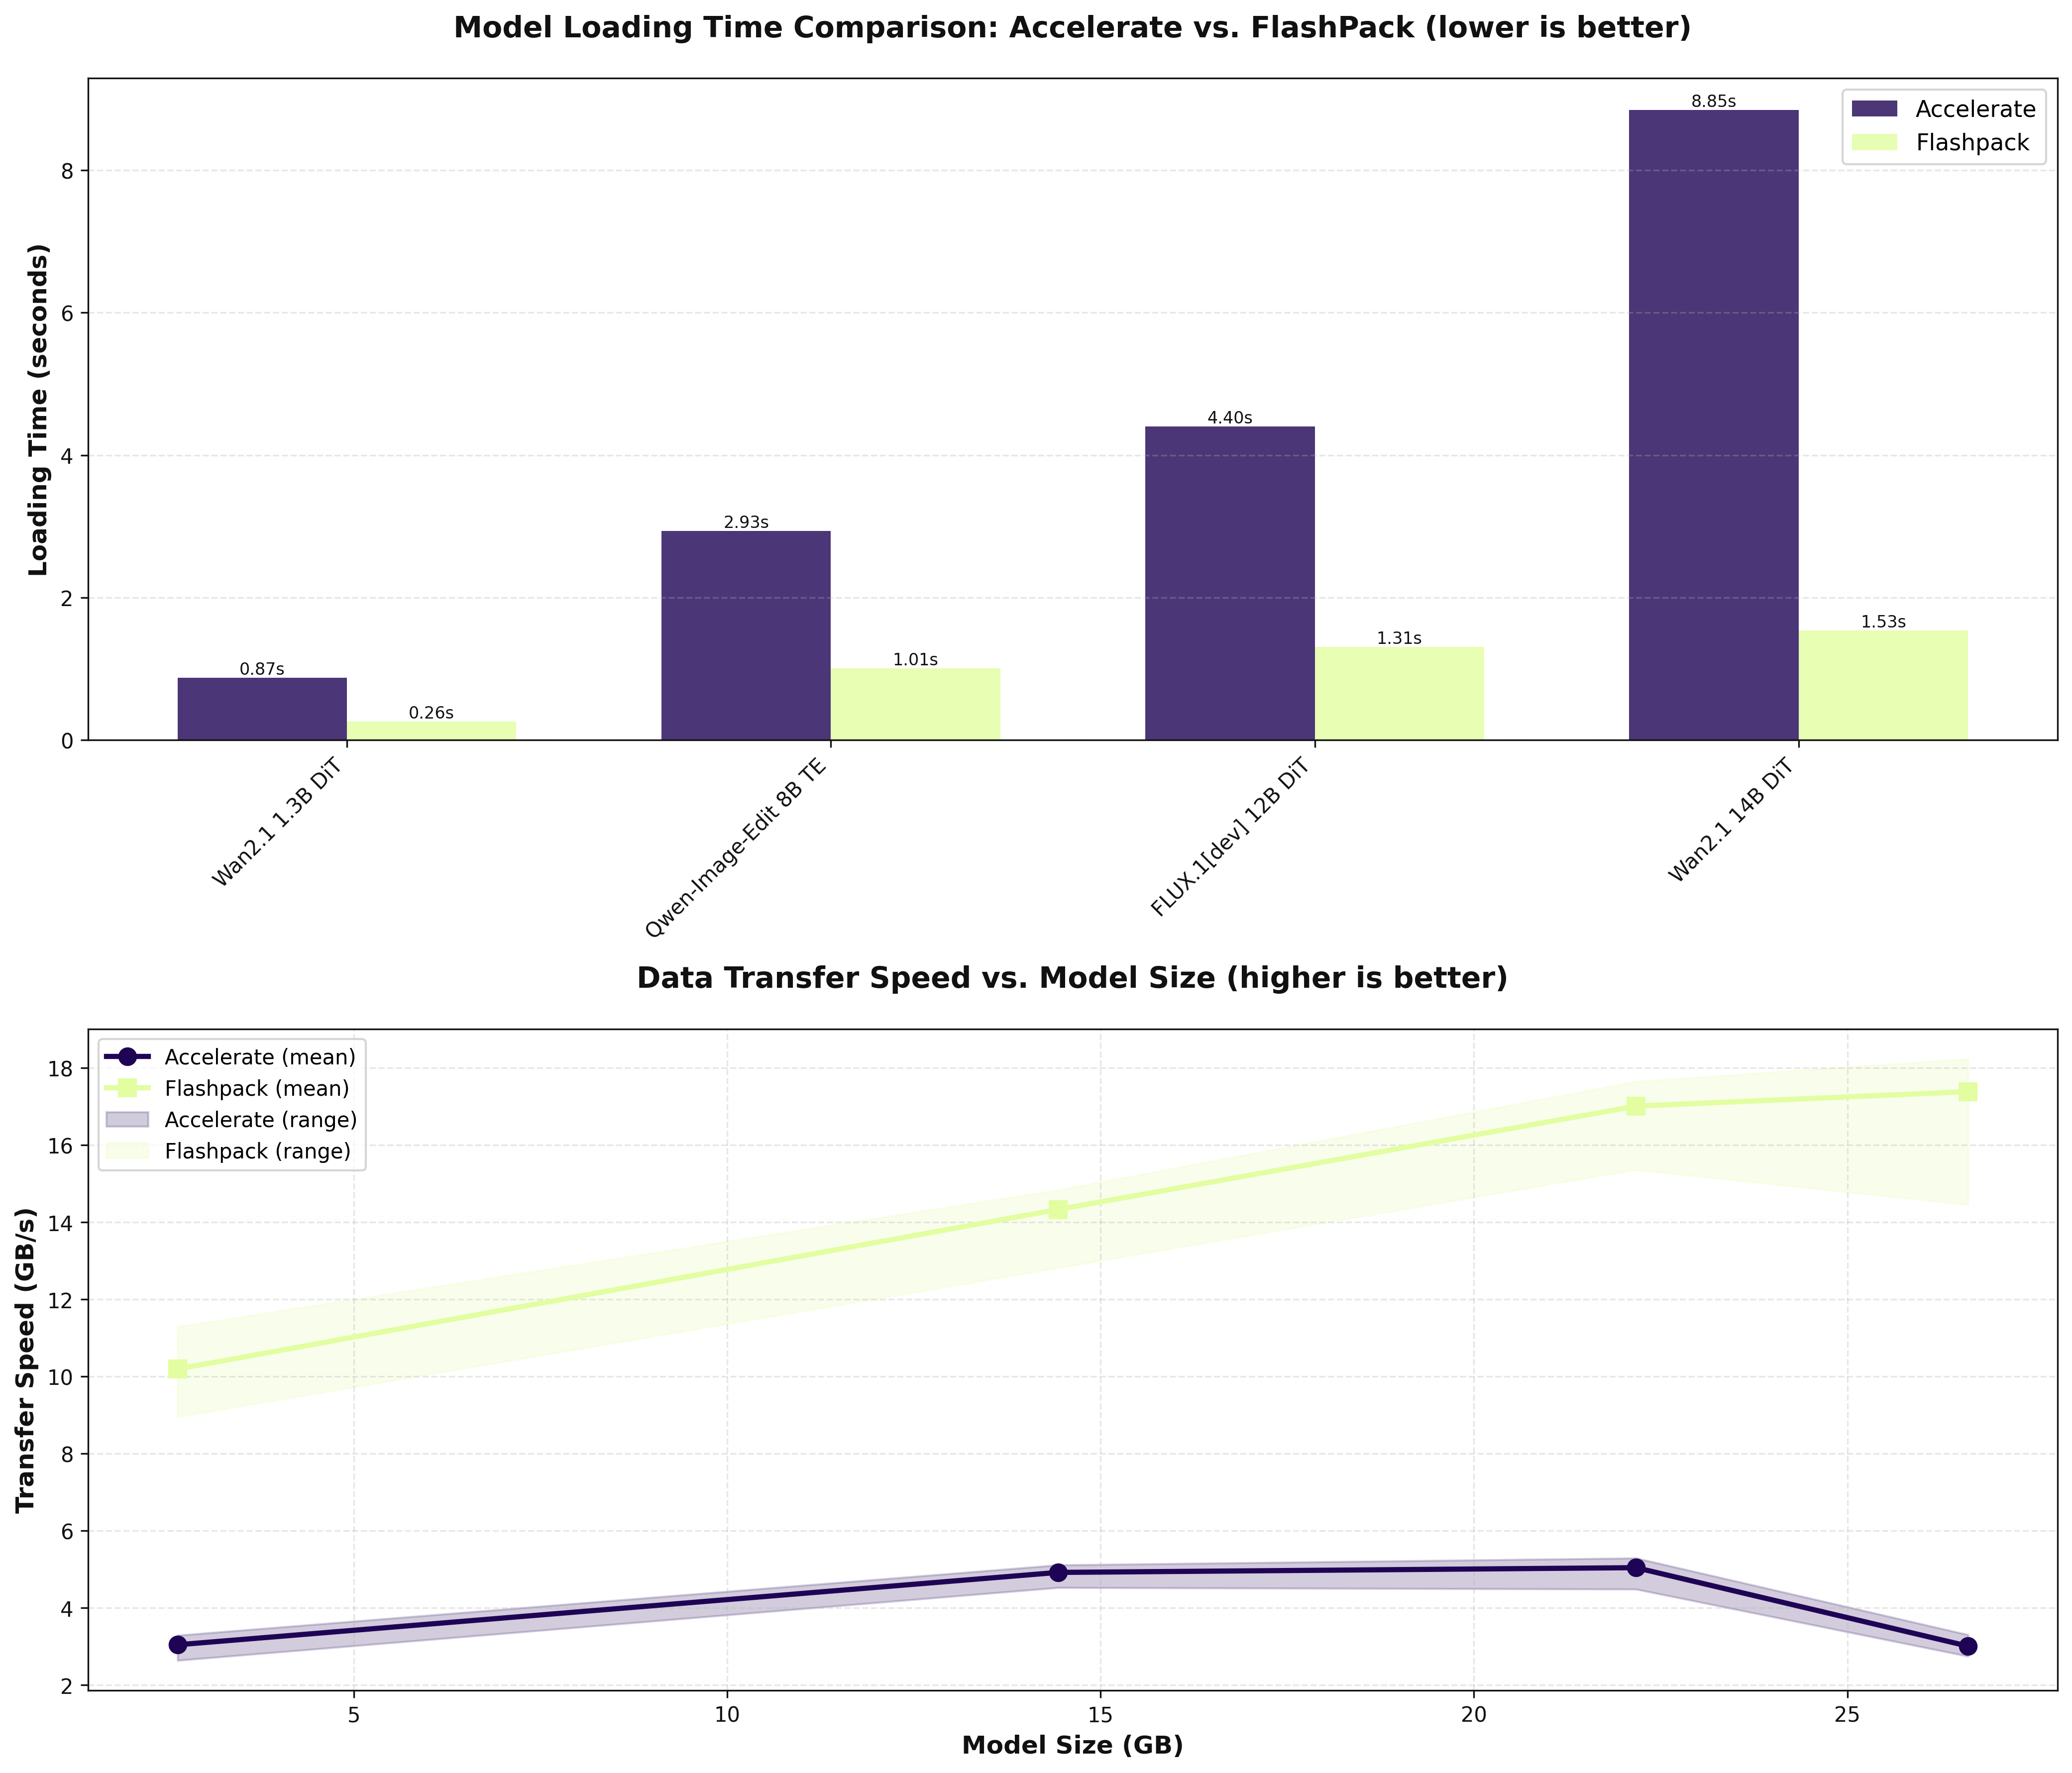 Model Loading Time Comparison: Accelerate vs. FlashPack (lower is better)
Accelerate
Flashpack
Loading Time (seconds)
8
6
4
2
0
0.87s
0.26s
2.93s
1.01s
4.40s
1.31s
8.85s
1.53s
Wan2.1 1.3B DiT
Qwen-Image-Edit 8B TE
FLUX.1[dev] 12B DiT
Wan2.1 14B DiT
Data Transfer Speed vs. Model Size (higher is better)
Accelerate (mean)
Flashpack (mean)
Accelerate (range)
Flashpack (range)
Transfer Speed (GB/s)
18
16
14
12
10
8
6
4
2
5
10
15
20
25
Model Size (GB)